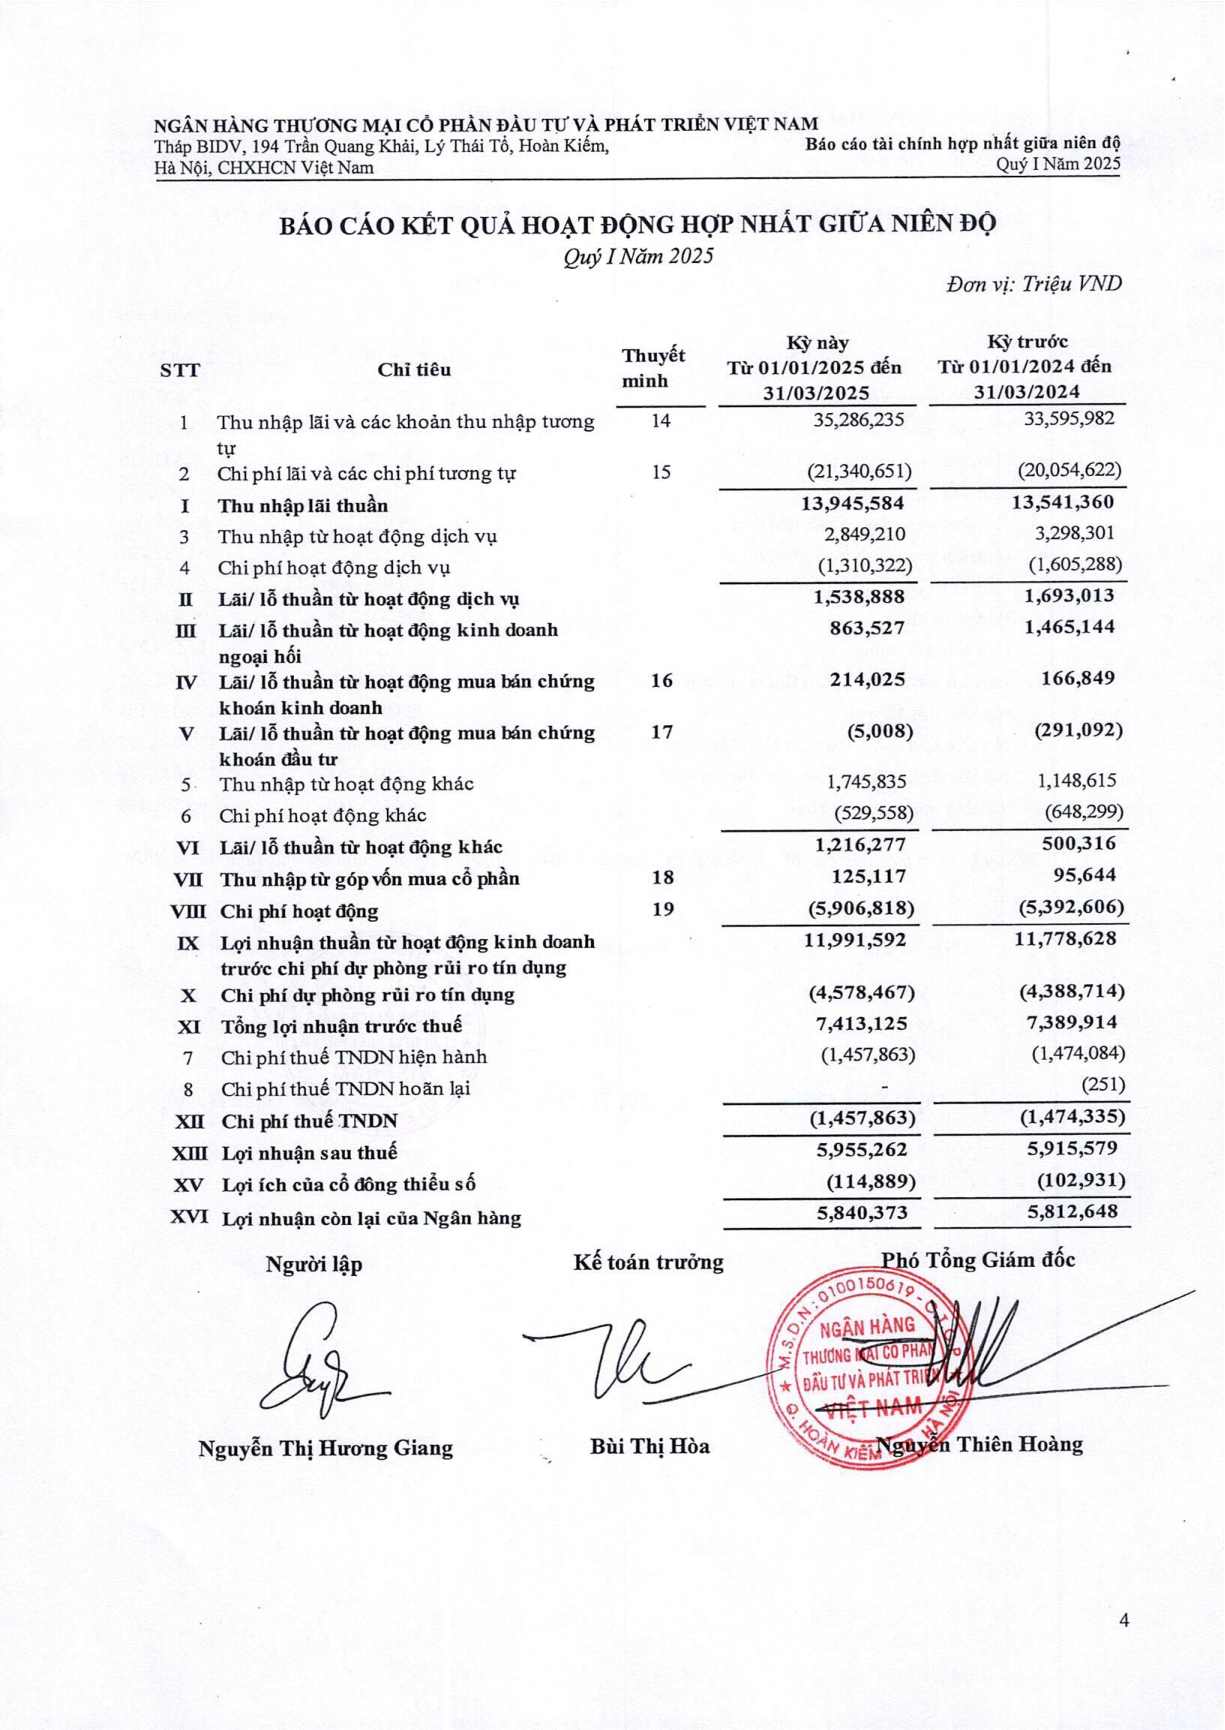 NGÂN HÀNG THƯƠNG MẠI CỔ PHẦN ĐẦU TƯ VÀ PHÁT TRIỂN VIỆT NAM
Tháp BIDV, 194 Trần Quang Khải, Lý Thái Tổ, Hoàn Kiếm, Báo cáo tài chính hợp nhất giữa niên độ
Hà Nội, CHXHCN Việt Nam Quý I Năm 2025
BÁO CÁO KẾT QUẢ HOẠT ĐỘNG HỢP NHẤT GIỮA NIÊN ĐỘ
Quý I Năm 2025
Đơn vị: Triệu VND
STT Chỉ tiêu Thuyết minh Kỳ này Từ 01/01/2025 đến 31/03/2025 Kỳ trước Từ 01/01/2024 đến 31/03/2024
1 Thu nhập lãi và các khoản thu nhập tương 14 35,286,235 33,595,982
tự
2 Chi phí lãi và các chi phí tương tự 15 (21,340,651) (20,054,622)
I Thu nhập lãi thuần 13,945,584 13,541,360
3 Thu nhập từ hoạt động dịch vụ 2,849,210 3,298,301
4 Chi phí hoạt động dịch vụ (1,310,322) (1,605,288)
II Lãi/ lỗ thuần từ hoạt động dịch vụ 1,538,888 1,693,013
III Lãi/ lỗ thuần từ hoạt động kinh doanh 863,527 1,465,144
ngoại hối
IV Lãi/ lỗ thuần từ hoạt động mua bán chứng 16 214,025 166,849
khoán kinh doanh
V Lãi/ lỗ thuần từ hoạt động mua bán chứng 17 (5,008) (291,092)
khoán đầu tư
5 Thu nhập từ hoạt động khác 1,745,835 1,148,615
6 Chi phí hoạt động khác (529,558) (648,299)
VI Lãi/ lỗ thuần từ hoạt động khác 1,216,277 500,316
VII Thu nhập từ góp vốn mua cổ phần 18 125,117 95,644
VIII Chi phí hoạt động 19 (5,906,818) (5,392,606)
IX Lợi nhuận thuần từ hoạt động kinh doanh 11,991,592 11,778,628
trước chi phí dự phòng rủi ro tín dụng
X Chi phí dự phòng rủi ro tín dụng (4,578,467) (4,388,714)
XI Tổng lợi nhuận trước thuế 7,413,125 7,389,914
7 Chi phí thuế TNDN hiện hành (1,457,863) (1,474,084)
8 Chi phí thuế TNDN hoãn lại - (251)
XII Chi phí thuế TNDN (1,457,863) (1,474,335)
XIII Lợi nhuận sau thuế 5,955,262 5,915,579
XV Lợi ích của cổ đông thiểu số (114,889) (102,931)
XVI Lợi nhuận còn lại của Ngân hàng 5,840,373 5,812,648
Người lập Kế toán trưởng Phó Tổng Giám đốc
M.S.D.N: 0100150619 - C.T.C.P
NGÂN HÀNG
THƯƠNG MẠI CỔ PHẦN
ĐẦU TƯ VÀ PHÁT TRIỂN
VIỆT NAM
Q. HOÀN KIẾM - TP. HÀ NỘI
Nguyễn Thị Hương Giang Bùi Thị Hòa Nguyễn Thiên Hoàng
4